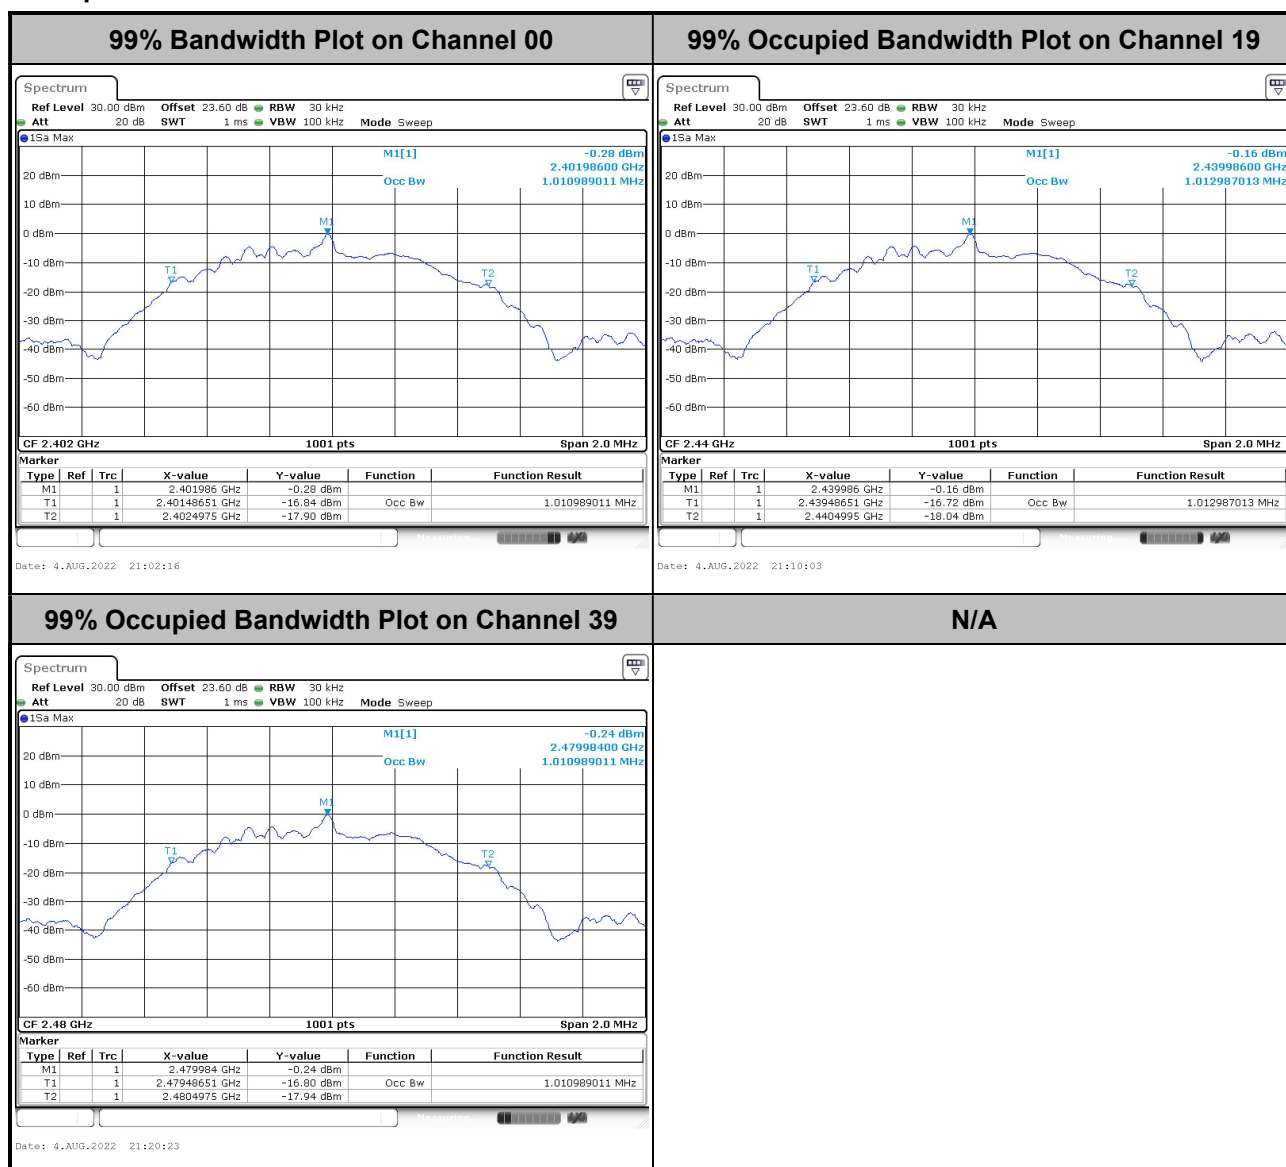 99% Bandwidth Plot on Channel 00
Spectrum
Ref Level 30.00 dBm Offset 23.60 dB RBW 30 kHz
Att 20 dB SWT 1 ms VBW 100 kHz Mode Sweep
1Sa Max
M1[1] -0.28 dBm
2.40198600 GHz
Occ Bw 1.010989011 MHz
20 dBm
10 dBm
M1
0 dBm
-10 dBm
T1 T2
-20 dBm
-30 dBm
-40 dBm
-50 dBm
-60 dBm
CF 2.402 GHz 1001 pts Span 2.0 MHz
Marker
Type Ref Trc X-value Y-value Function Function Result
M1 1 2.401986 GHz -0.28 dBm
T1 1 2.40148651 GHz -16.84 dBm Occ Bw 1.010989011 MHz
T2 1 2.4024975 GHz -17.90 dBm
Date: 4.AUG.2022 21:02:16
99% Occupied Bandwidth Plot on Channel 19
Spectrum
Ref Level 30.00 dBm Offset 23.60 dB RBW 30 kHz
Att 20 dB SWT 1 ms VBW 100 kHz Mode Sweep
1Sa Max
M1[1] -0.16 dBm
2.43998600 GHz
Occ Bw 1.012987013 MHz
20 dBm
10 dBm
M1
0 dBm
-10 dBm
T1 T2
-20 dBm
-30 dBm
-40 dBm
-50 dBm
-60 dBm
CF 2.44 GHz 1001 pts Span 2.0 MHz
Marker
Type Ref Trc X-value Y-value Function Function Result
M1 1 2.439986 GHz -0.16 dBm
T1 1 2.43948651 GHz -16.72 dBm Occ Bw 1.012987013 MHz
T2 1 2.4404995 GHz -18.04 dBm
Date: 4.AUG.2022 21:10:03
99% Occupied Bandwidth Plot on Channel 39
Spectrum
Ref Level 30.00 dBm Offset 23.60 dB RBW 30 kHz
Att 20 dB SWT 1 ms VBW 100 kHz Mode Sweep
1Sa Max
M1[1] -0.24 dBm
2.47998400 GHz
Occ Bw 1.010989011 MHz
20 dBm
10 dBm
M1
0 dBm
-10 dBm
T1 T2
-20 dBm
-30 dBm
-40 dBm
-50 dBm
-60 dBm
CF 2.48 GHz 1001 pts Span 2.0 MHz
Marker
Type Ref Trc X-value Y-value Function Function Result
M1 1 2.479984 GHz -0.24 dBm
T1 1 2.47948651 GHz -16.80 dBm Occ Bw 1.010989011 MHz
T2 1 2.4804975 GHz -17.94 dBm
Date: 4.AUG.2022 21:20:23
N/A